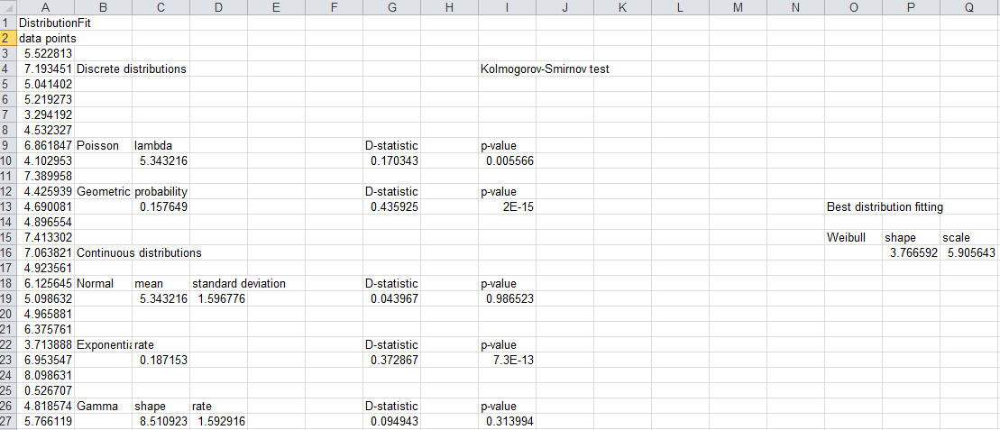 A B C D E F G H I J K L M N O P Q
1 DistributionFit
2 data points
3 5.522813
4 7.193451 Discrete distributions Kolmogorov-Smirnov test
5 5.041402
6 5.219273
7 3.294192
8 4.532327
9 6.861847 Poisson lambda D-statistic p-value
10 4.102953 5.343216 0.170343 0.005566
11 7.389958
12 4.425939 Geometric probability D-statistic p-value
13 4.690081 0.157649 0.435925 2E-15 Best distribution fitting
14 4.896554
15 7.413302 Weibull shape scale
16 7.063821 Continuous distributions 3.766592 5.905643
17 4.923561
18 6.125645 Normal mean standard deviation D-statistic p-value
19 5.098632 5.343216 1.596776 0.043967 0.986523
20 4.965881
21 6.375761
22 3.713888 Exponentia rate D-statistic p-value
23 6.953547 0.187153 0.372867 7.3E-13
24 8.098631
25 0.526707
26 4.818574 Gamma shape rate D-statistic p-value
27 5.766119 8.510923 1.592916 0.094943 0.313994